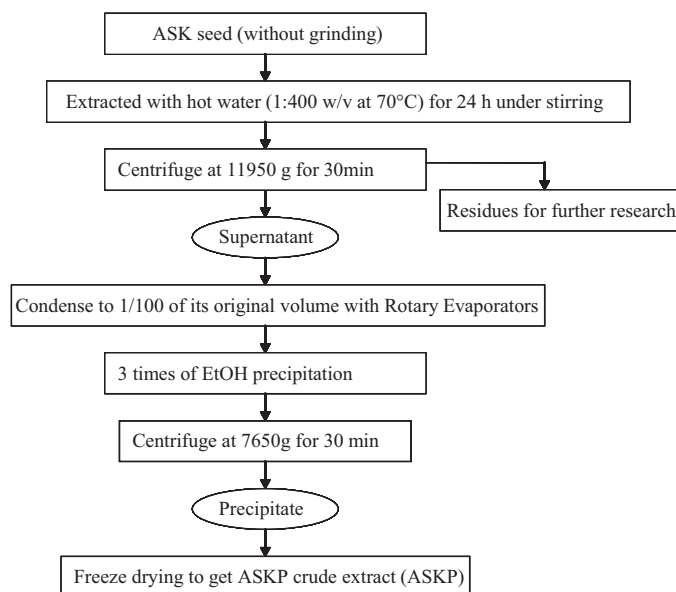 ASK seed (without grinding)
Extracted with hot water (1:400 w/v at 70°C) for 24 h under stirring
Centrifuge at 11950 g for 30min
Residues for further research
Supernatant
Condense to 1/100 of its original volume with Rotary Evaporators
3 times of EtOH precipitation
Centrifuge at 7650g for 30 min
Precipitate
Freeze drying to get ASKP crude extract (ASKP)